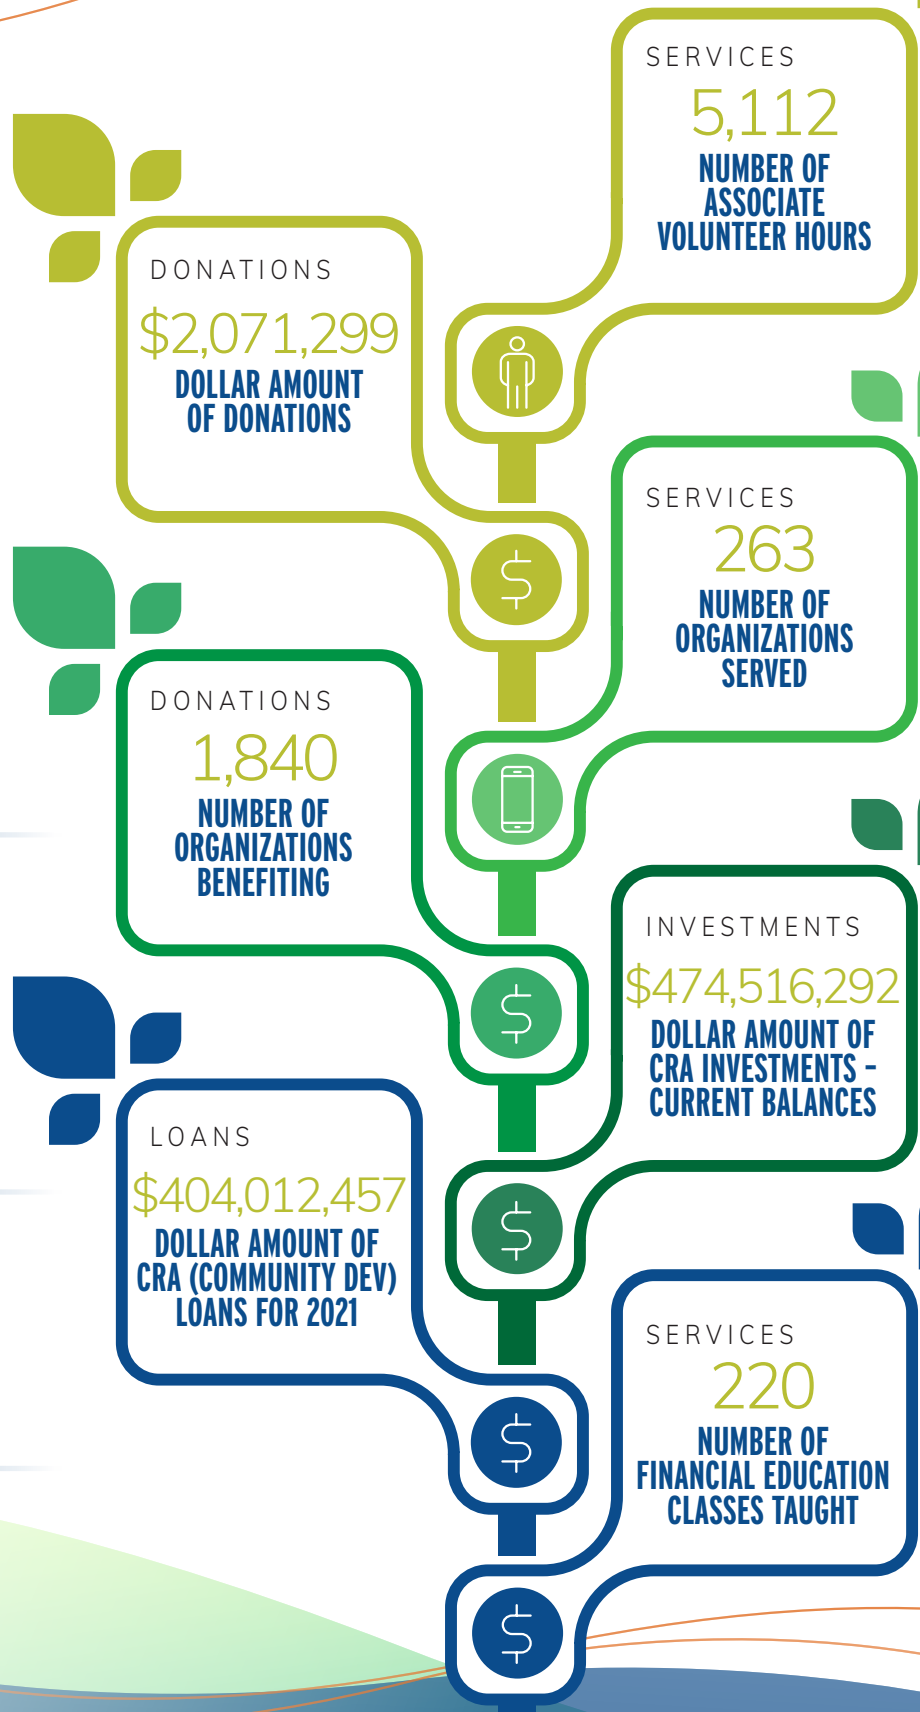 SERVICES
5,112
NUMBER OF
ASSOCIATE
VOLUNTEER HOURS
DONATIONS
$2,071,299
DOLLAR AMOUNT
OF DONATIONS
SERVICES
263
NUMBER OF
ORGANIZATIONS
SERVED
DONATIONS
1,840
NUMBER OF
ORGANIZATIONS
BENEFITING
INVESTMENTS
$474,516,292
DOLLAR AMOUNT OF
CRA INVESTMENTS –
CURRENT BALANCES
LOANS
$404,012,457
DOLLAR AMOUNT OF
CRA (COMMUNITY DEV)
LOANS FOR 2021
SERVICES
220
NUMBER OF
FINANCIAL EDUCATION
CLASSES TAUGHT